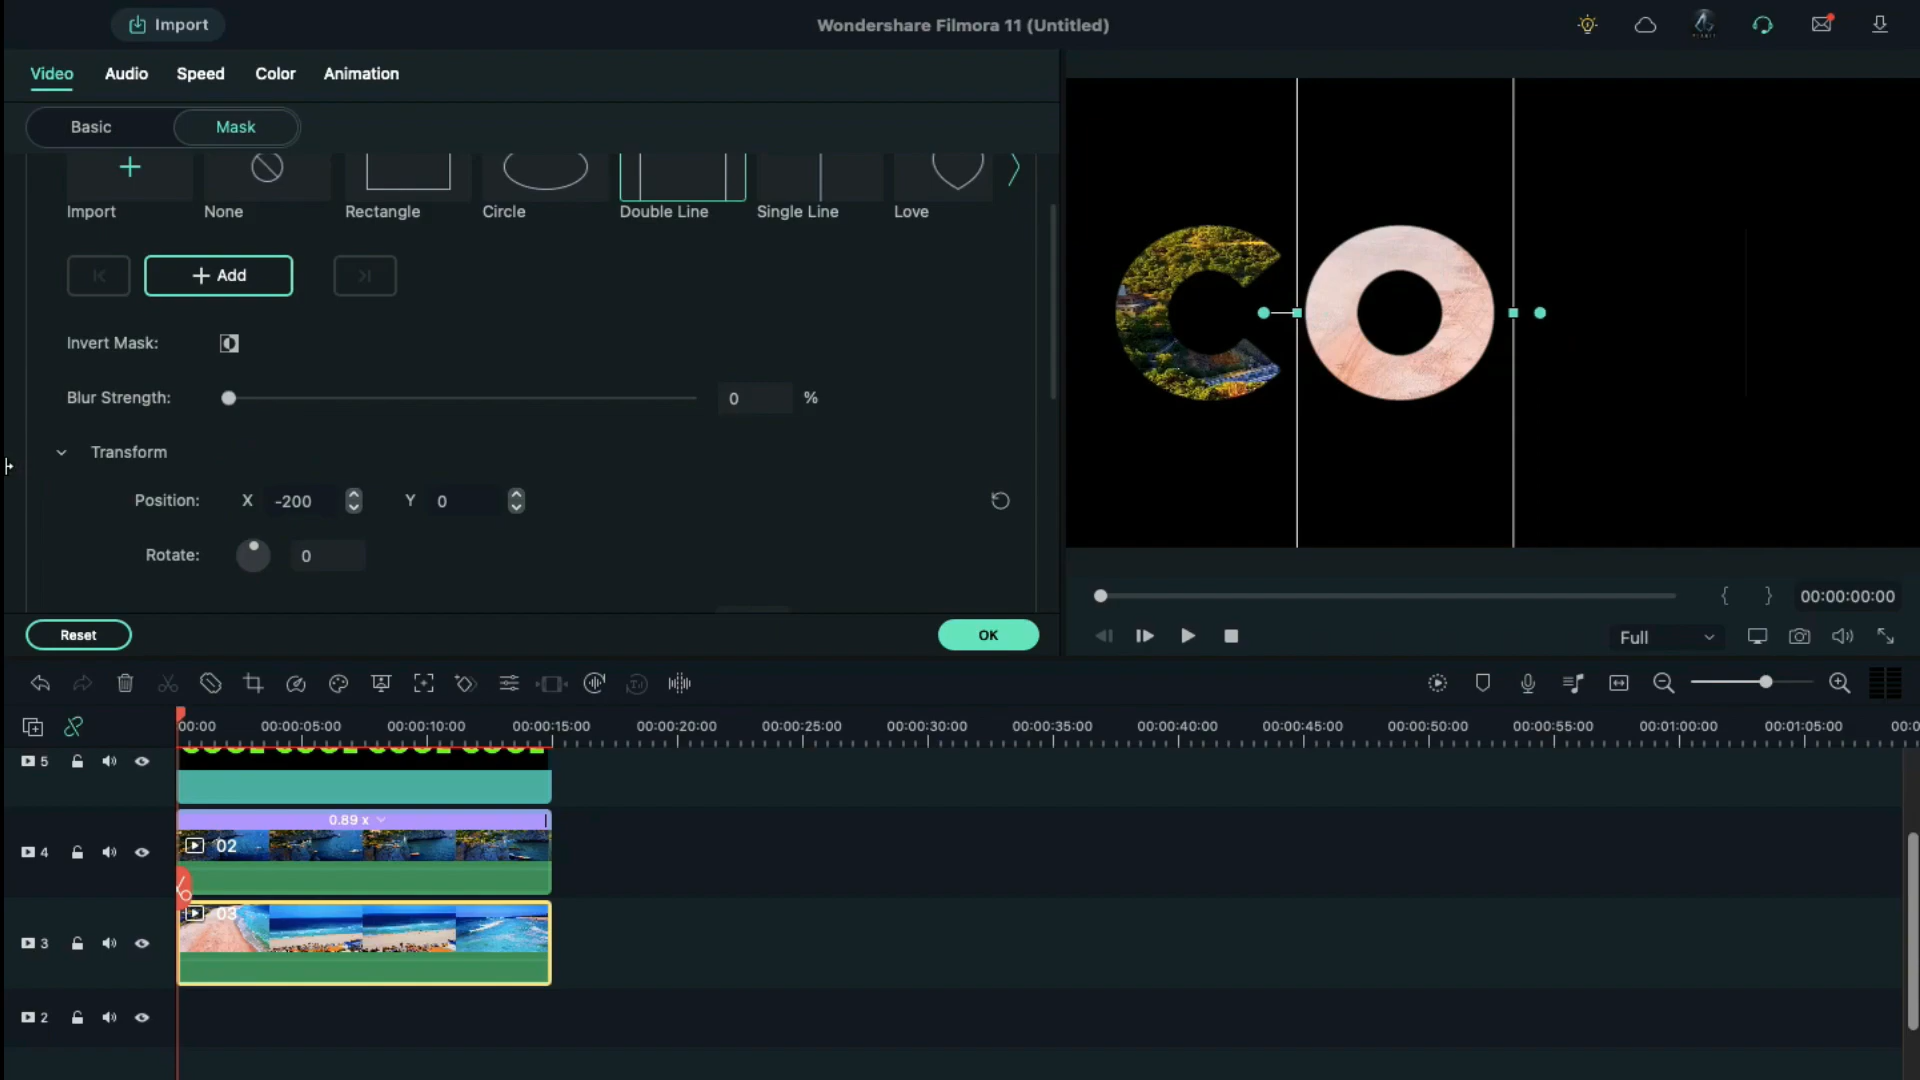 Import
Wondershare Filmora 11 (Untitled)
Video Audio Speed Color Animation
Basic Mask
Import None Rectangle Circle Double Line Single Line Love
+ Add
Invert Mask:
Blur Strength: 0 %
Transform
Position: X -200 Y 0
Rotate: 0
Reset OK
CO
{ } 00:00:00:00
Full
00:00 00:00:05:00 00:00:10:00 00:00:15:00 00:00:20:00 00:00:25:00 00:00:30:00 00:00:35:00 00:00:40:00 00:00:45:00 00:00:50:00 00:00:55:00 00:01:00:00 00:01:05:00 00:0
5
0.89 x
4 02
3 03
2